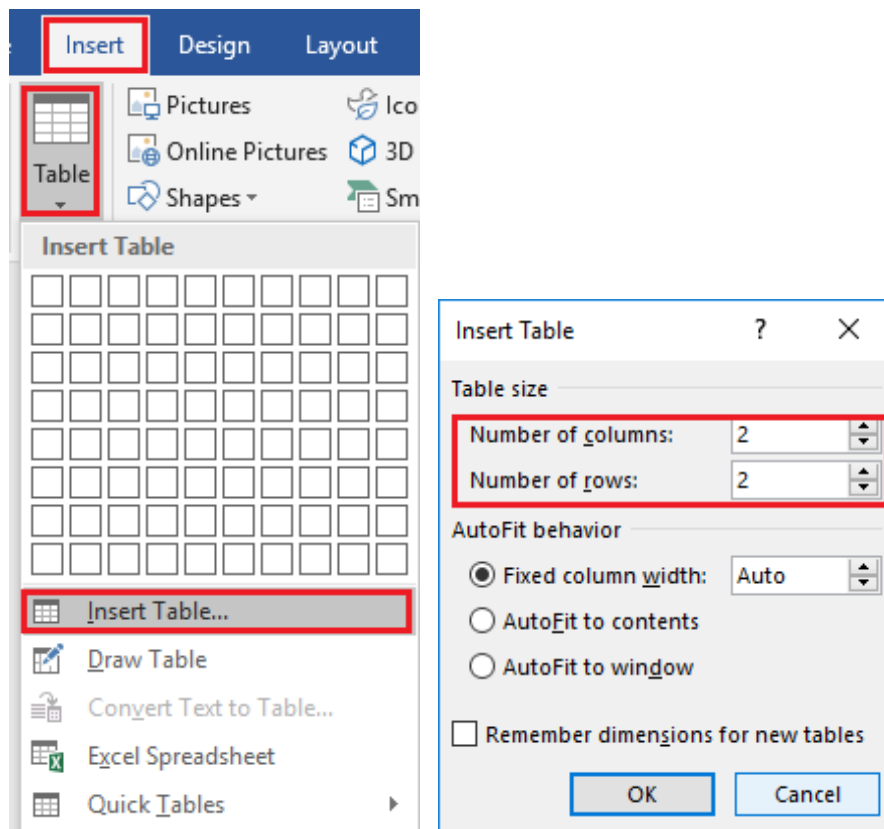 Insert Design Layout
Pictures Ico
Online Pictures 3D
Table
Shapes Sm
Insert Table
Insert Table...
Draw Table
Convert Text to Table...
Excel Spreadsheet
Quick Tables
Insert Table ? X
Table size
Number of columns: 2
Number of rows: 2
AutoFit behavior
Fixed column width: Auto
AutoFit to contents
AutoFit to window
Remember dimensions for new tables
OK Cancel